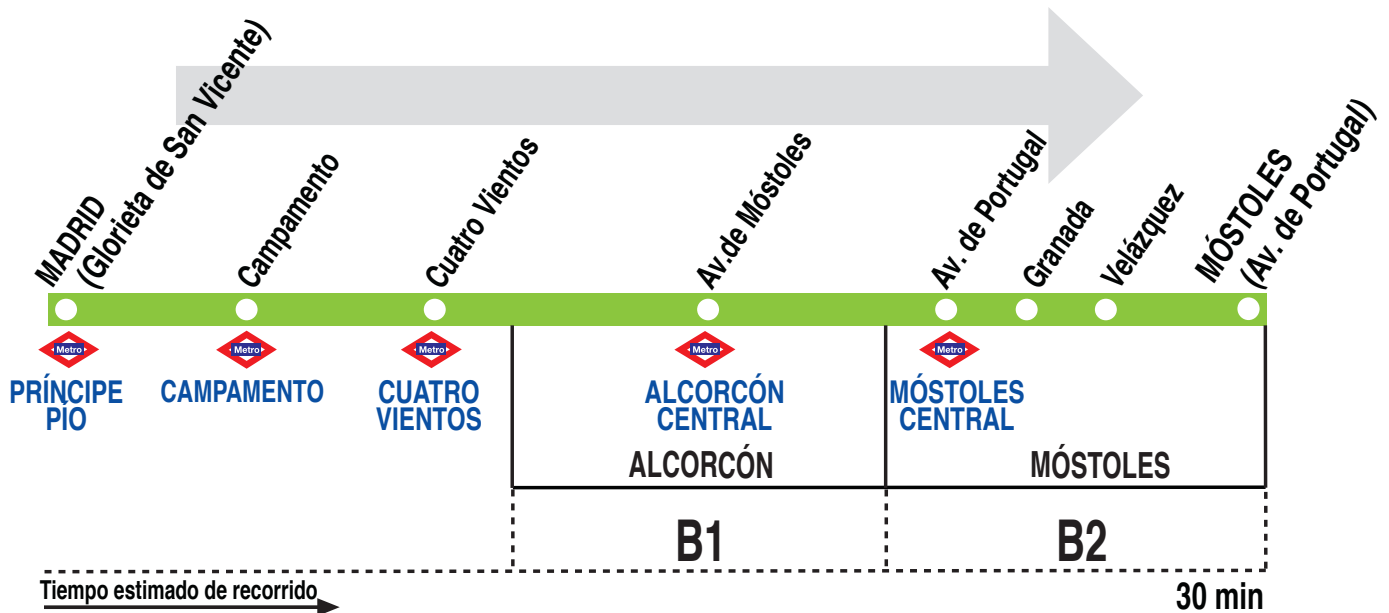 MADRID
(Glorieta de San Vicente)
Campamento
Cuatro Vientos
Av.de Móstoles
Av. de Portugal
Granada
Velázquez
MÓSTOLES
(Av. de Portugal)
Metro
Metro
Metro
Metro
Metro
PRÍNCIPE
PÍO
CAMPAMENTO
CUATRO
VIENTOS
ALCORCÓN
CENTRAL
MÓSTOLES
CENTRAL
ALCORCÓN
MÓSTOLES
B1
B2
Tiempo estimado de recorrido
30 min